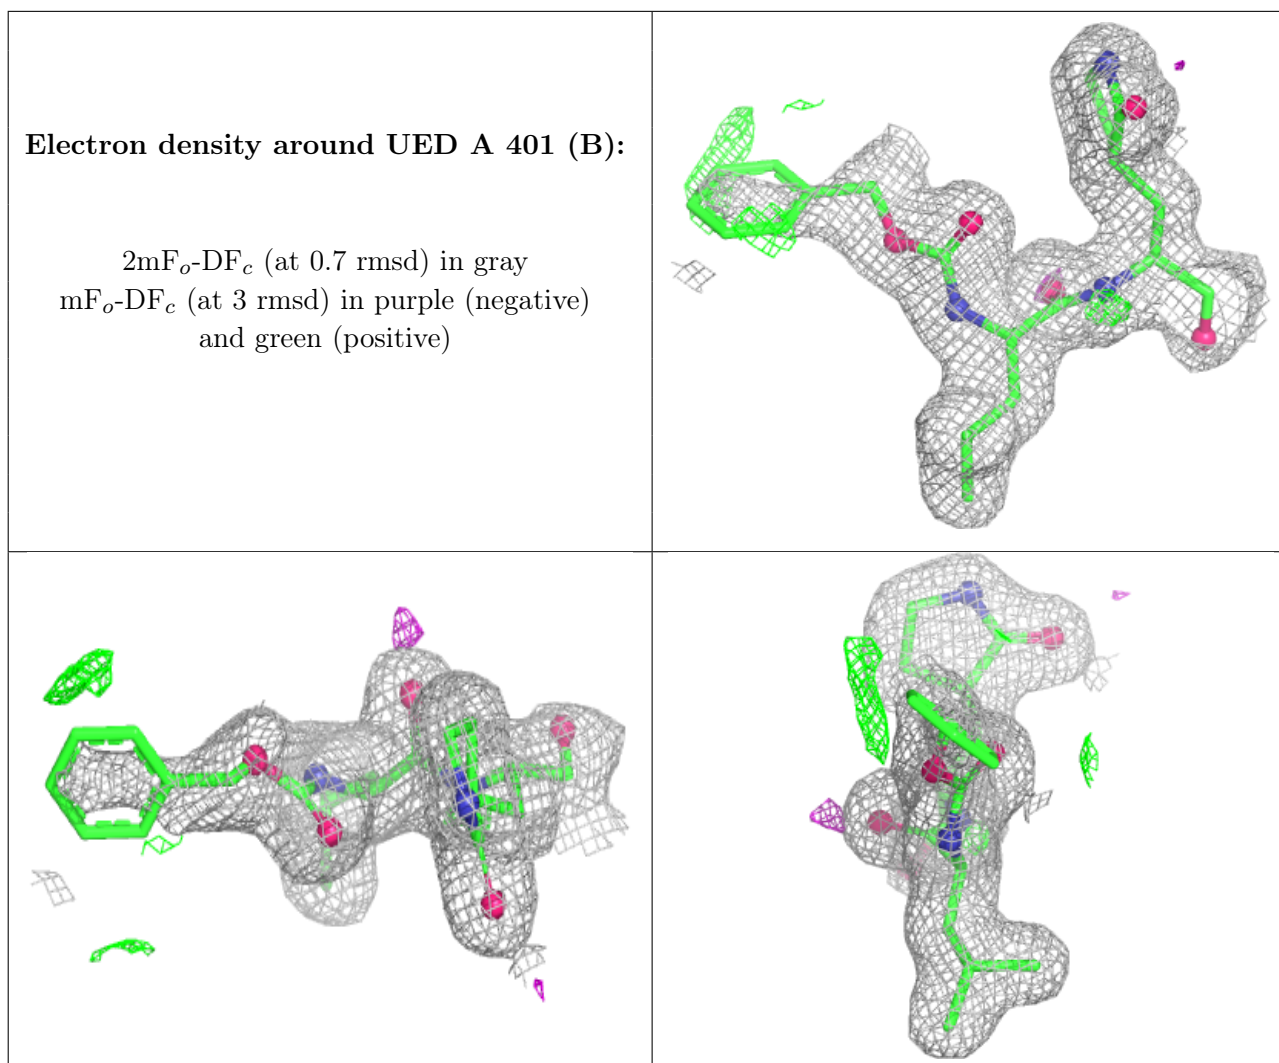 Electron density around UED A 401 (B):
2mFₒ-DF𝒸 (at 0.7 rmsd) in gray
mFₒ-DF𝒸 (at 3 rmsd) in purple (negative)
and green (positive)